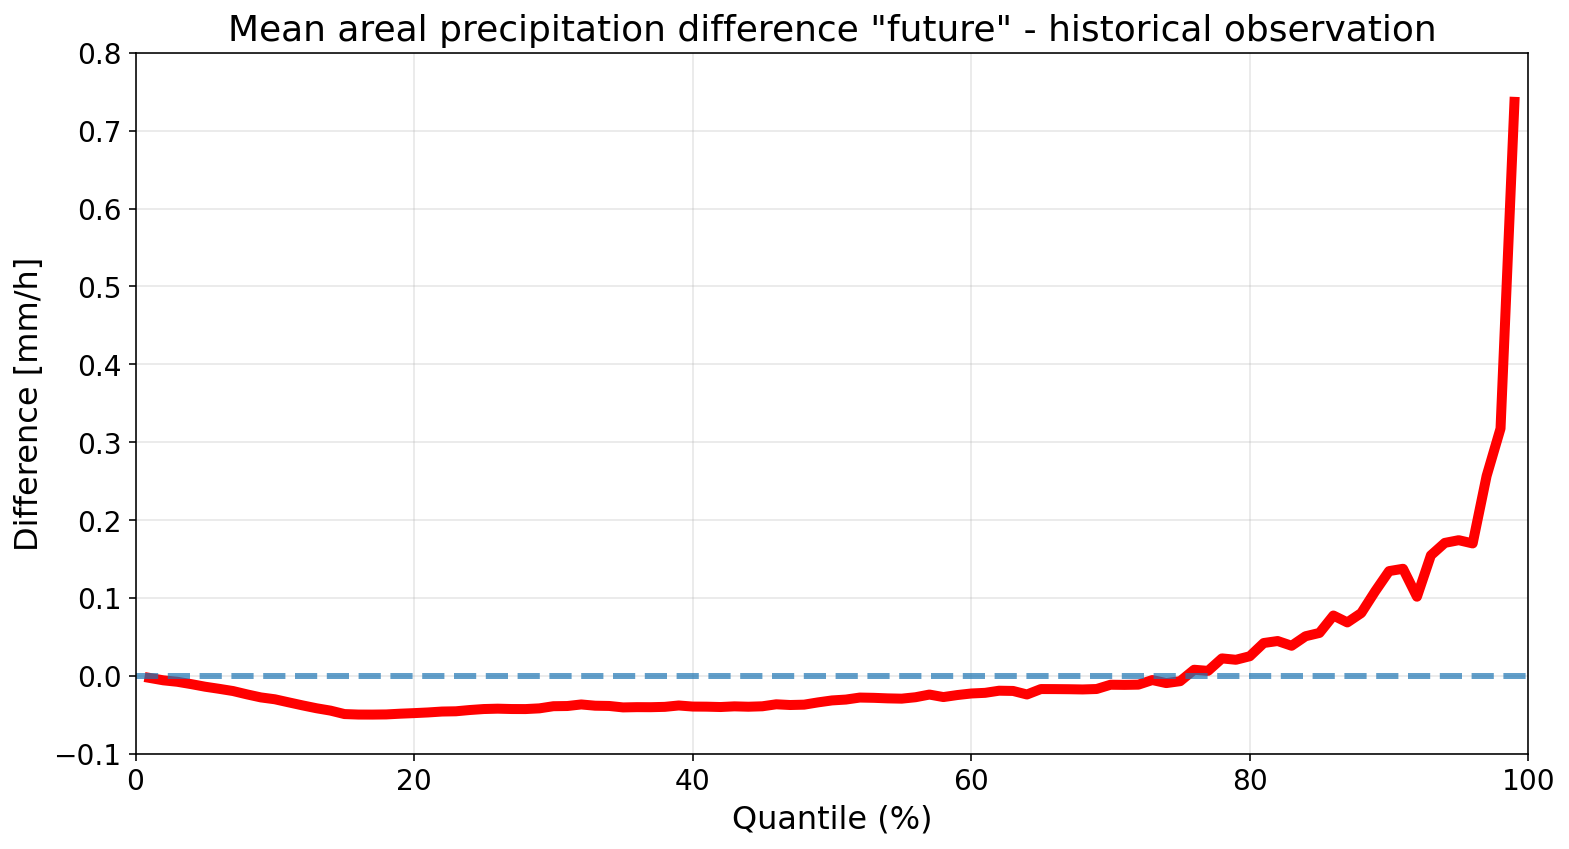 Mean areal precipitation difference "future" - historical observation
0.8
0.7
0.6
0.5
0.4
0.3
0.2
0.1
0.0
−0.1
Difference [mm/h]
0 20 40 60 80 100
Quantile (%)